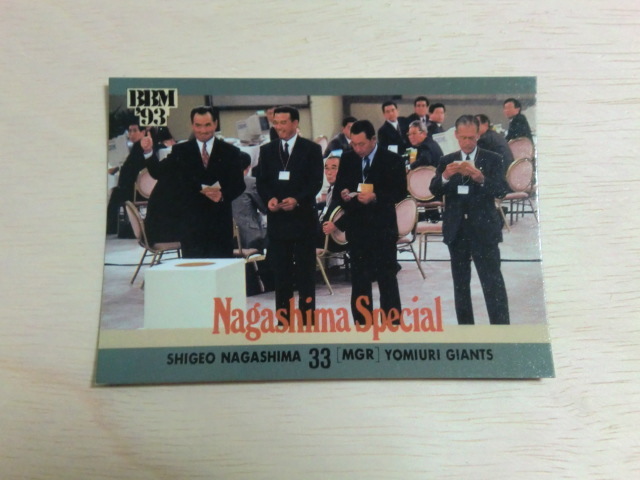 BBM
'93
Nagashima Special
SHIGEO NAGASHIMA 33 [MGR] YOMIURI GIANTS